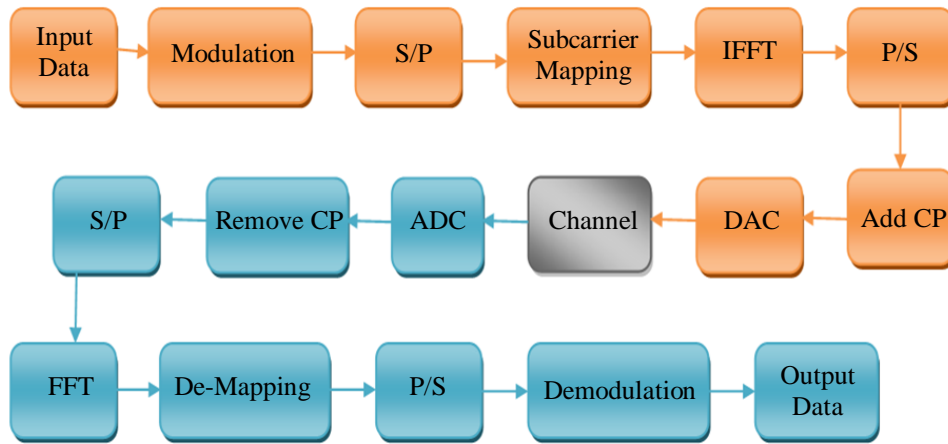 Input
Data
Modulation
S/P
Subcarrier
Mapping
IFFT
P/S
S/P
Remove CP
ADC
Channel
DAC
Add CP
FFT
De-Mapping
P/S
Demodulation
Output
Data